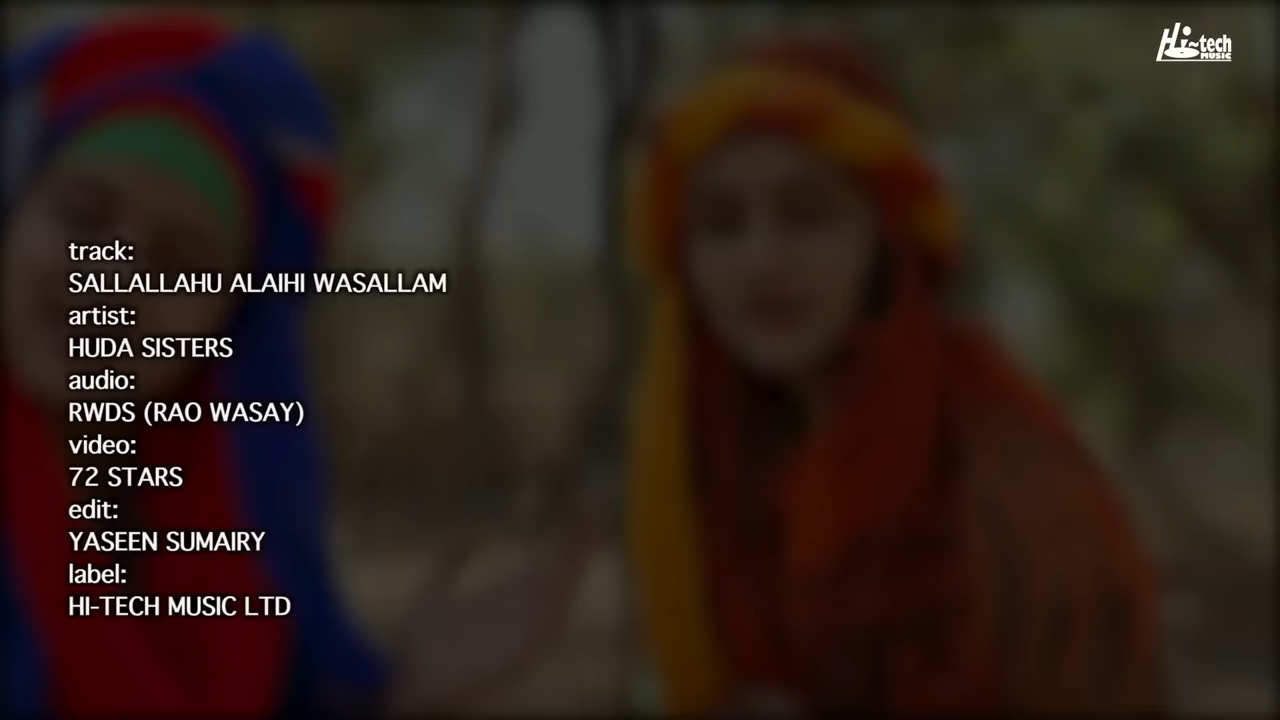 Hi-tech
MUSIC
track:
SALLALLAHU ALAIHI WASALLAM
artist:
HUDA SISTERS
audio:
RWDS (RAO WASAY)
video:
72 STARS
edit:
YASEEN SUMAIRY
label:
HI-TECH MUSIC LTD